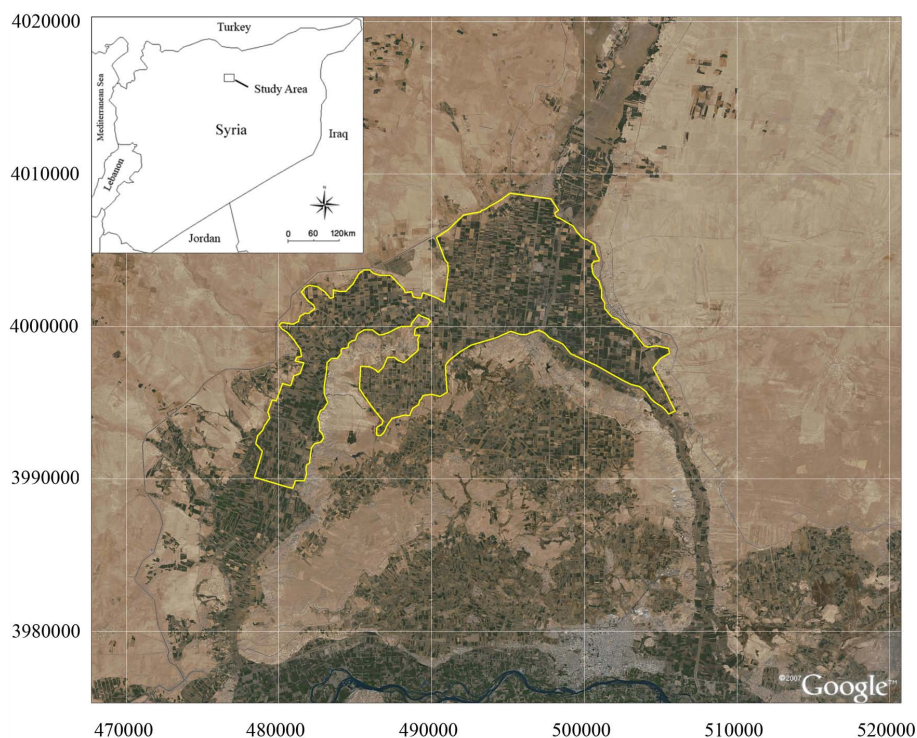 4020000
4010000
4000000
3990000
3980000
Turkey
Mediterranean Sea
Study Area
Syria
Iraq
Lebanon
N
Jordan
0 60 120km
©2007 Google™
470000 480000 490000 500000 510000 520000